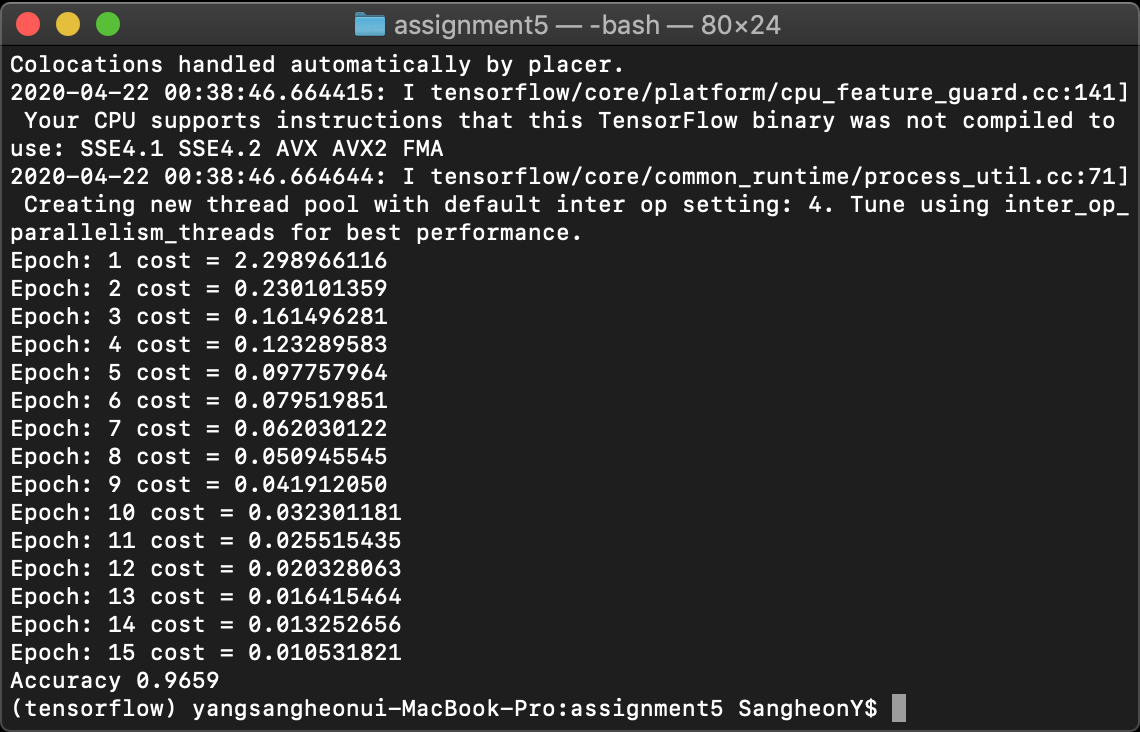 assignment5 — -bash — 80×24
Colocations handled automatically by placer.
2020-04-22 00:38:46.664415: I tensorflow/core/platform/cpu_feature_guard.cc:141]
 Your CPU supports instructions that this TensorFlow binary was not compiled to
use: SSE4.1 SSE4.2 AVX AVX2 FMA
2020-04-22 00:38:46.664644: I tensorflow/core/common_runtime/process_util.cc:71]
 Creating new thread pool with default inter op setting: 4. Tune using inter_op_
parallelism_threads for best performance.
Epoch: 1 cost = 2.298966116
Epoch: 2 cost = 0.230101359
Epoch: 3 cost = 0.161496281
Epoch: 4 cost = 0.123289583
Epoch: 5 cost = 0.097757964
Epoch: 6 cost = 0.079519851
Epoch: 7 cost = 0.062030122
Epoch: 8 cost = 0.050945545
Epoch: 9 cost = 0.041912050
Epoch: 10 cost = 0.032301181
Epoch: 11 cost = 0.025515435
Epoch: 12 cost = 0.020328063
Epoch: 13 cost = 0.016415464
Epoch: 14 cost = 0.013252656
Epoch: 15 cost = 0.010531821
Accuracy 0.9659
(tensorflow) yangsangheonui-MacBook-Pro:assignment5 SangheonY$